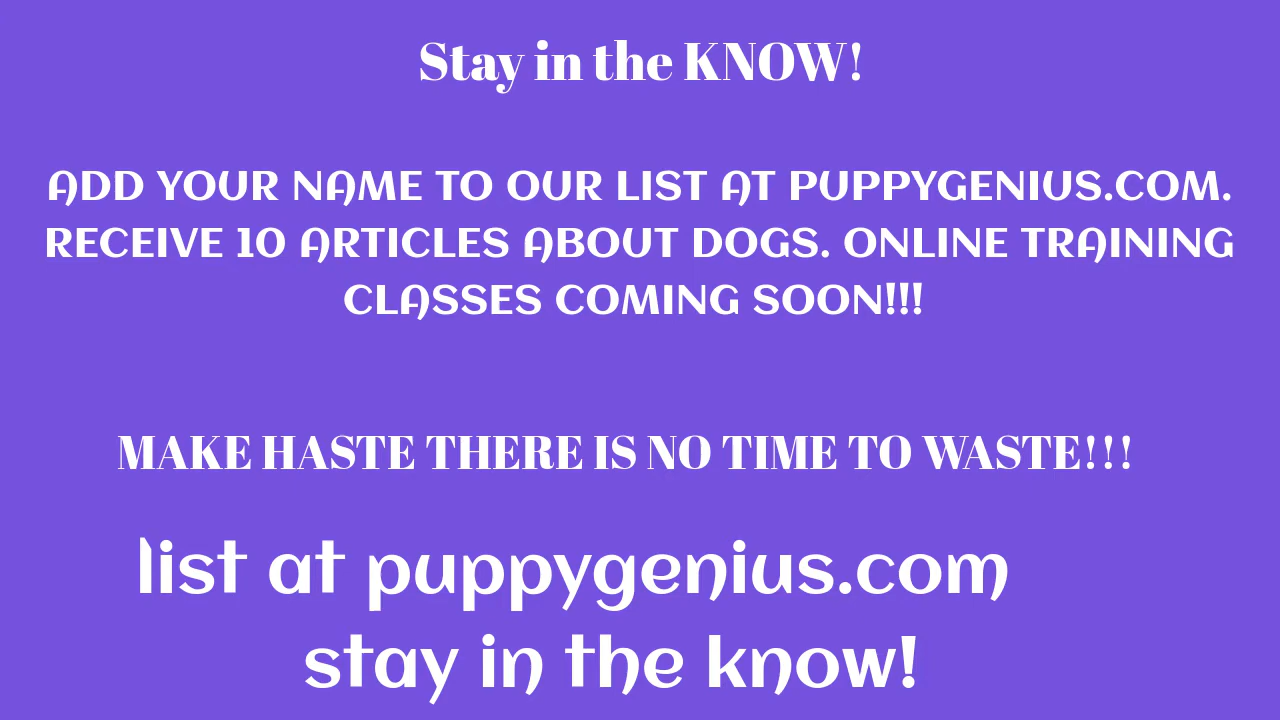 Stay in the KNOW!
ADD YOUR NAME TO OUR LIST AT PUPPYGENIUS.COM.
RECEIVE 10 ARTICLES ABOUT DOGS. ONLINE TRAINING
CLASSES COMING SOON!!!
MAKE HASTE THERE IS NO TIME TO WASTE!!!
list at puppygenius.com
stay in the know!